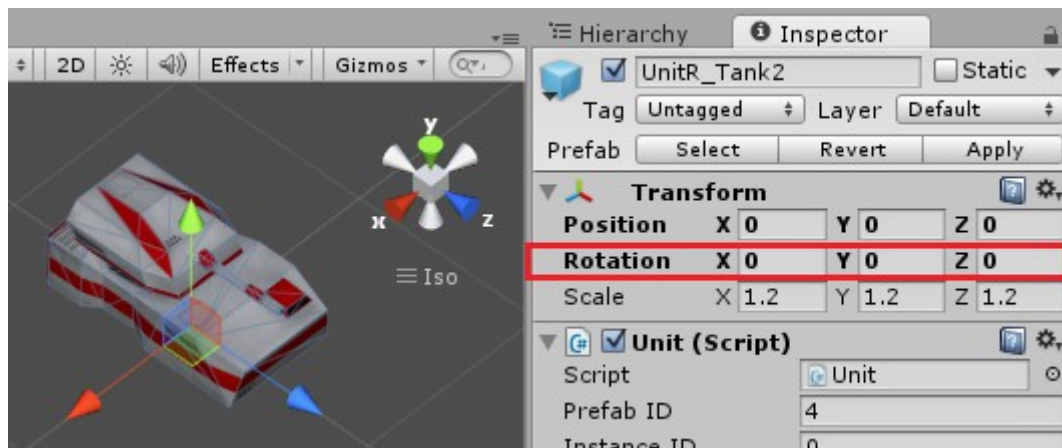 Hierarchy Inspector
2D Effects Gizmos
UnitR_Tank2 Static
Tag Untagged Layer Default
Prefab Select Revert Apply
y
x z
Iso
Transform
Position X 0 Y 0 Z 0
Rotation X 0 Y 0 Z 0
Scale X 1.2 Y 1.2 Z 1.2
Unit (Script)
Script Unit
Prefab ID 4
Instance ID 0